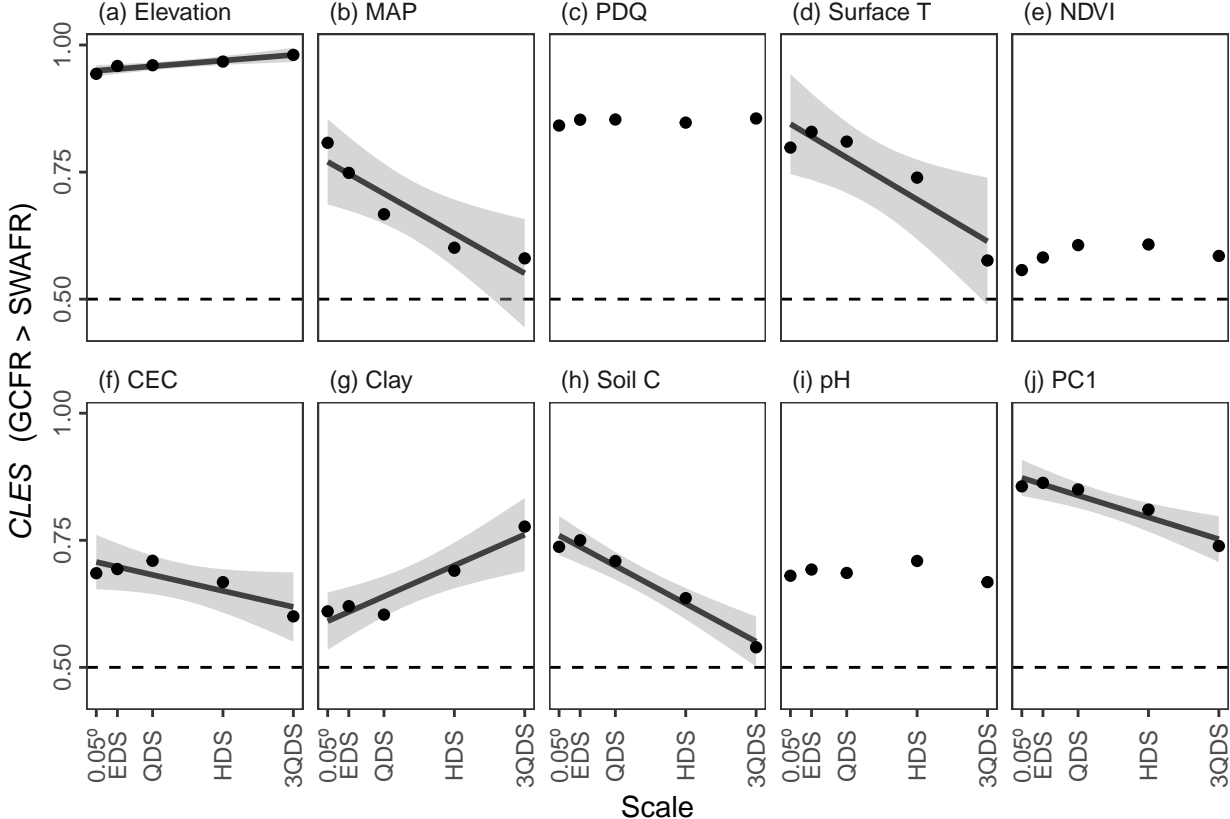 (a) Elevation
(b) MAP
(c) PDQ
(d) Surface T
(e) NDVI
1.00
0.75
0.50
(f) CEC
(g) Clay
(h) Soil C
(i) pH
(j) PC1
1.00
0.75
0.50
CLES (GCFR > SWAFR)
0.05º
EDS
QDS
HDS
3QDS
0.05º
EDS
QDS
HDS
3QDS
0.05º
EDS
QDS
HDS
3QDS
0.05º
EDS
QDS
HDS
3QDS
0.05º
EDS
QDS
HDS
3QDS
Scale